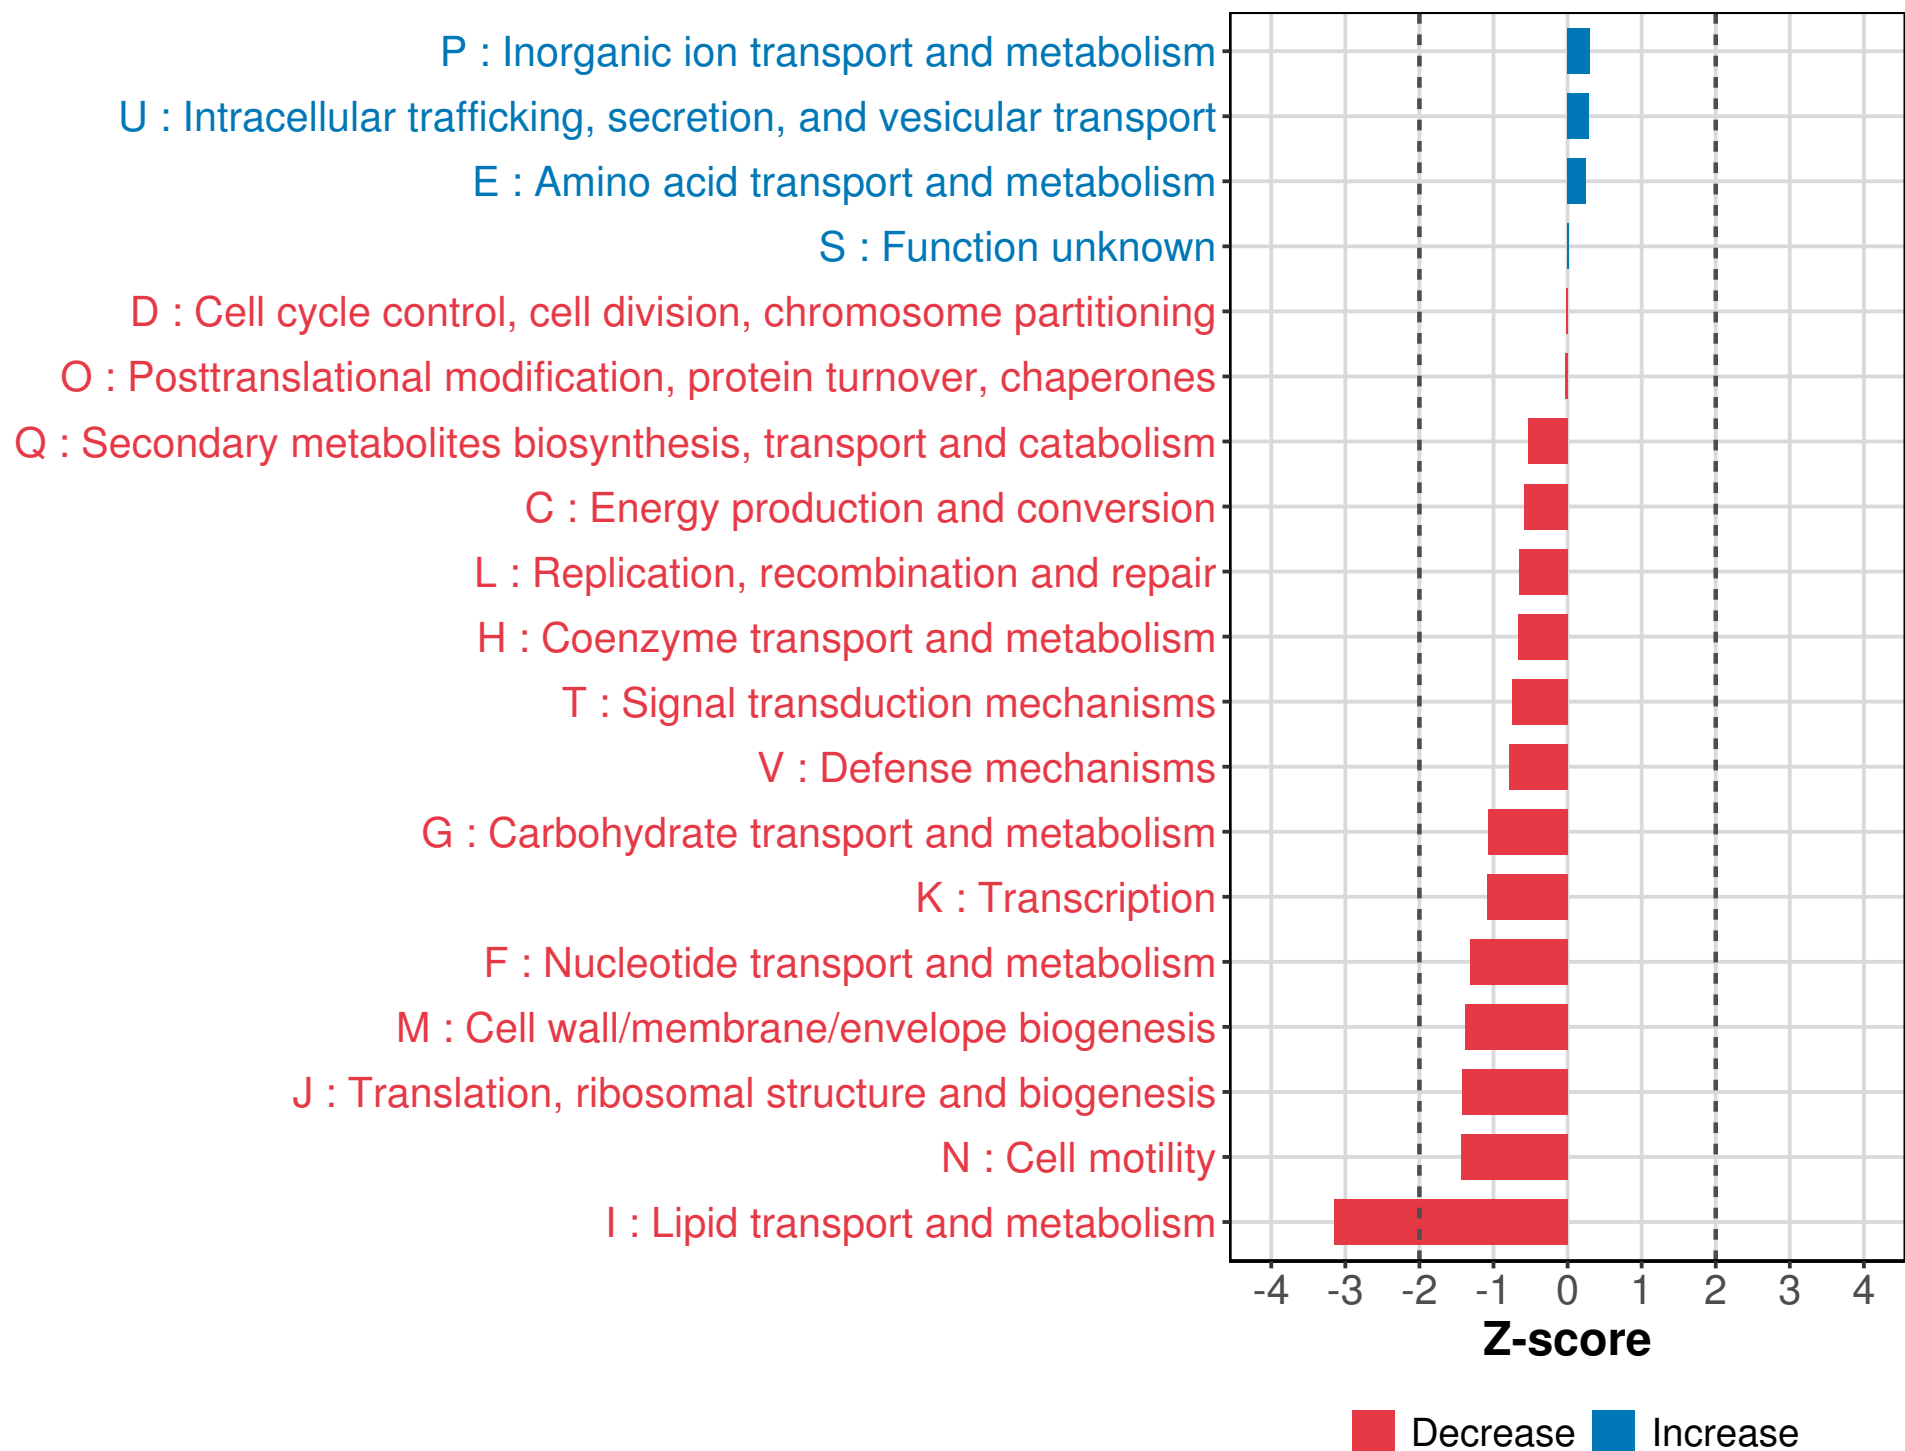 P : Inorganic ion transport and metabolism
U : Intracellular trafficking, secretion, and vesicular transport
E : Amino acid transport and metabolism
S : Function unknown
D : Cell cycle control, cell division, chromosome partitioning
O : Posttranslational modification, protein turnover, chaperones
Q : Secondary metabolites biosynthesis, transport and catabolism
C : Energy production and conversion
L : Replication, recombination and repair
H : Coenzyme transport and metabolism
T : Signal transduction mechanisms
V : Defense mechanisms
G : Carbohydrate transport and metabolism
K : Transcription
F : Nucleotide transport and metabolism
M : Cell wall/membrane/envelope biogenesis
J : Translation, ribosomal structure and biogenesis
N : Cell motility
I : Lipid transport and metabolism
-4 -3 -2 -1 0 1 2 3 4
Z-score
Decrease Increase